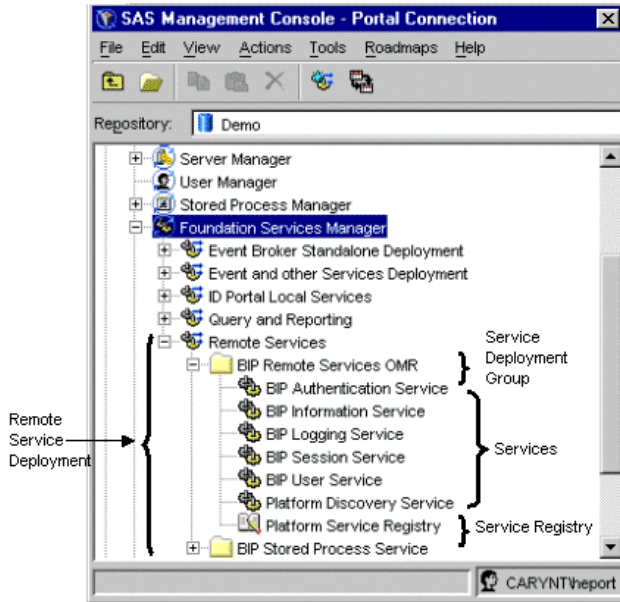 SAS Management Console - Portal Connection
File Edit View Actions Tools Roadmaps Help
Repository: Demo
Server Manager
User Manager
Stored Process Manager
Foundation Services Manager
Event Broker Standalone Deployment
Event and other Services Deployment
ID Portal Local Services
Query and Reporting
Remote Services
BIP Remote Services OMR
BIP Authentication Service
BIP Information Service
BIP Logging Service
BIP Session Service
BIP User Service
Platform Discovery Service
Platform Service Registry
BIP Stored Process Service
Service
Deployment
Group
Services
Service Registry
Remote
Service
Deployment
CARYNT\heport